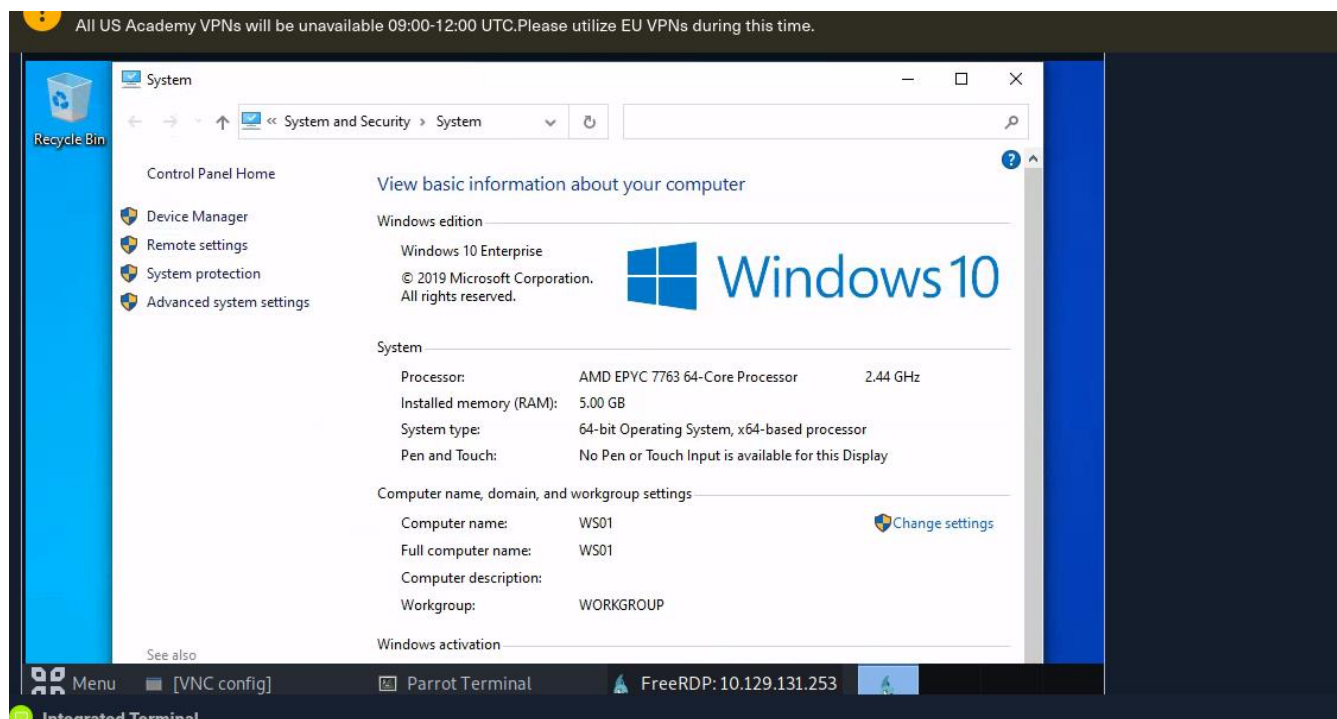 All US Academy VPNs will be unavailable 09:00-12:00 UTC.Please utilize EU VPNs during this time.
System
« System and Security › System
Recycle Bin
Control Panel Home
Device Manager
Remote settings
System protection
Advanced system settings
View basic information about your computer
Windows edition
Windows 10 Enterprise
© 2019 Microsoft Corporation.
All rights reserved.
Windows 10
System
Processor: AMD EPYC 7763 64-Core Processor 2.44 GHz
Installed memory (RAM): 5.00 GB
System type: 64-bit Operating System, x64-based processor
Pen and Touch: No Pen or Touch Input is available for this Display
Computer name, domain, and workgroup settings
Computer name: WS01 Change settings
Full computer name: WS01
Computer description:
Workgroup: WORKGROUP
Windows activation
See also
Menu [VNC config] Parrot Terminal FreeRDP: 10.129.131.253
Integrated Terminal